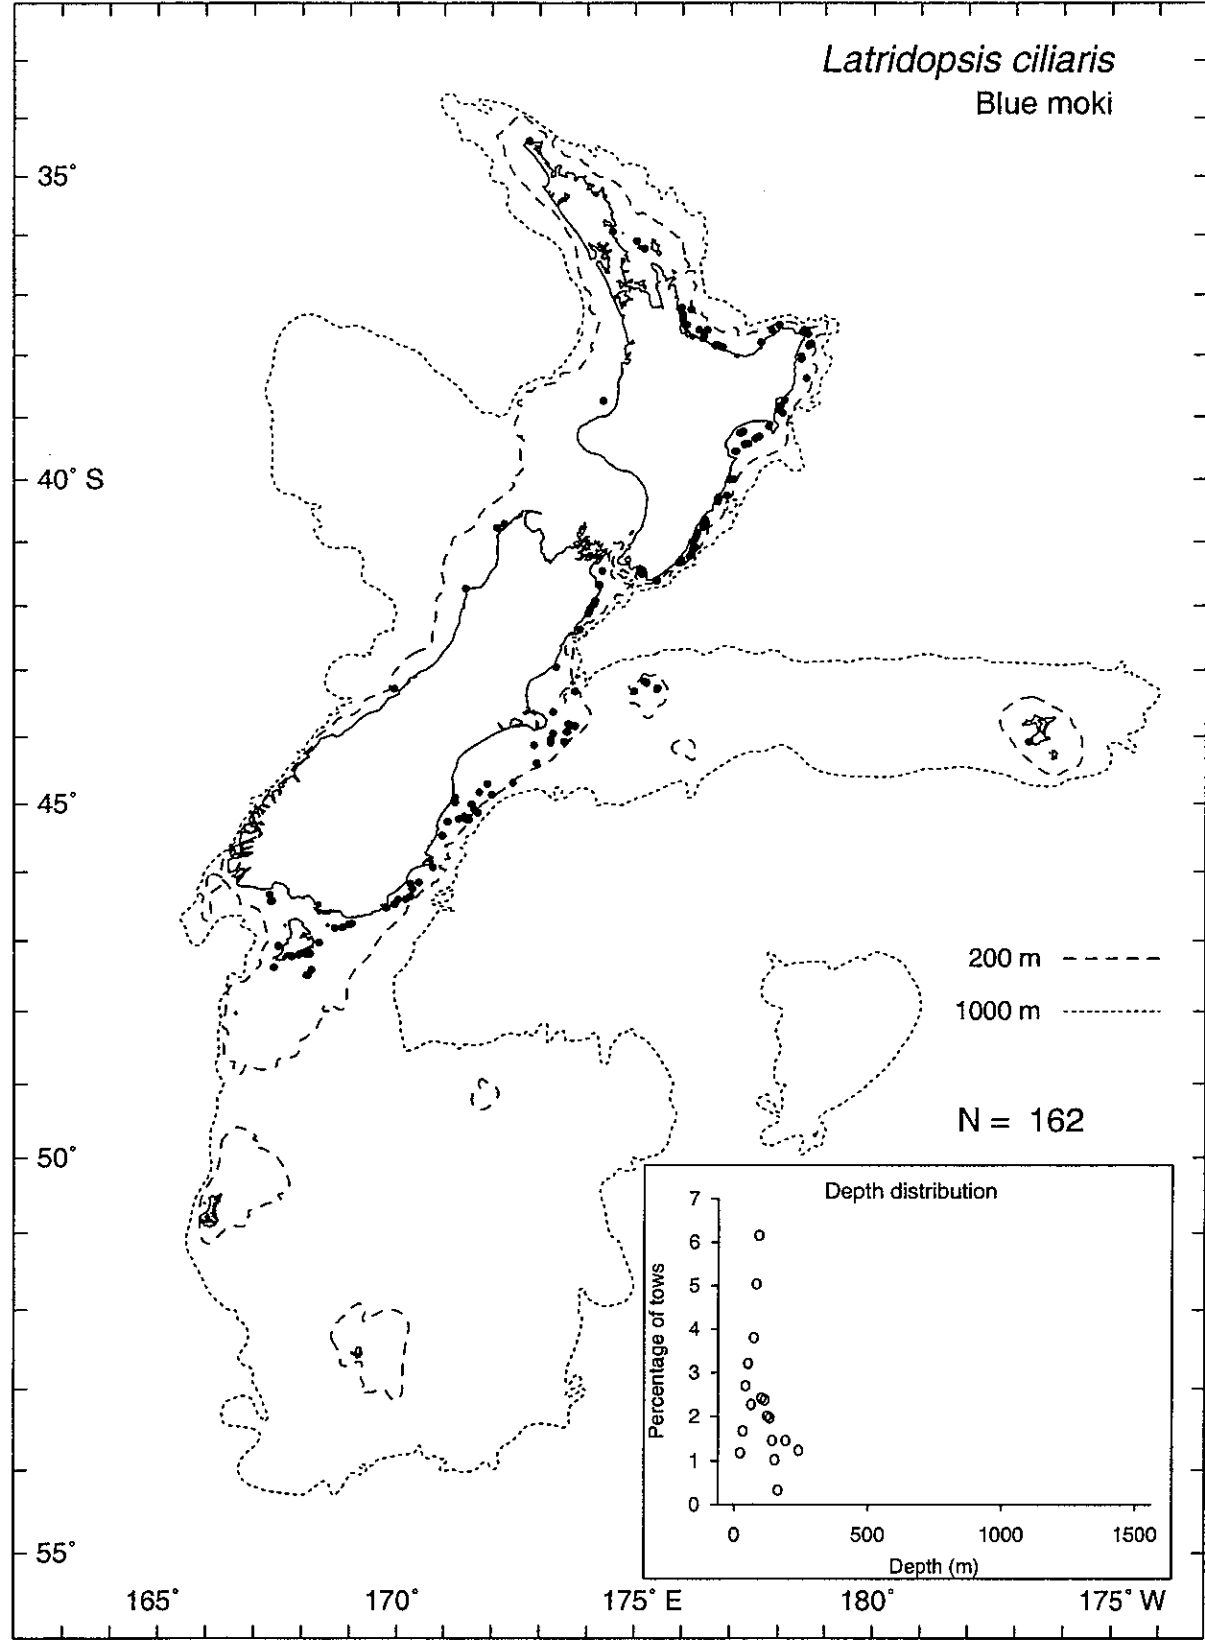 Latridopsis ciliaris
Blue moki
35°
40° S
45°
50°
55°
200 m
1000 m
N = 162
Depth distribution
Percentage of tows
7
6
5
4
3
2
1
0
0 500 1000 1500
Depth (m)
165° 170° 175° E 180° 175° W